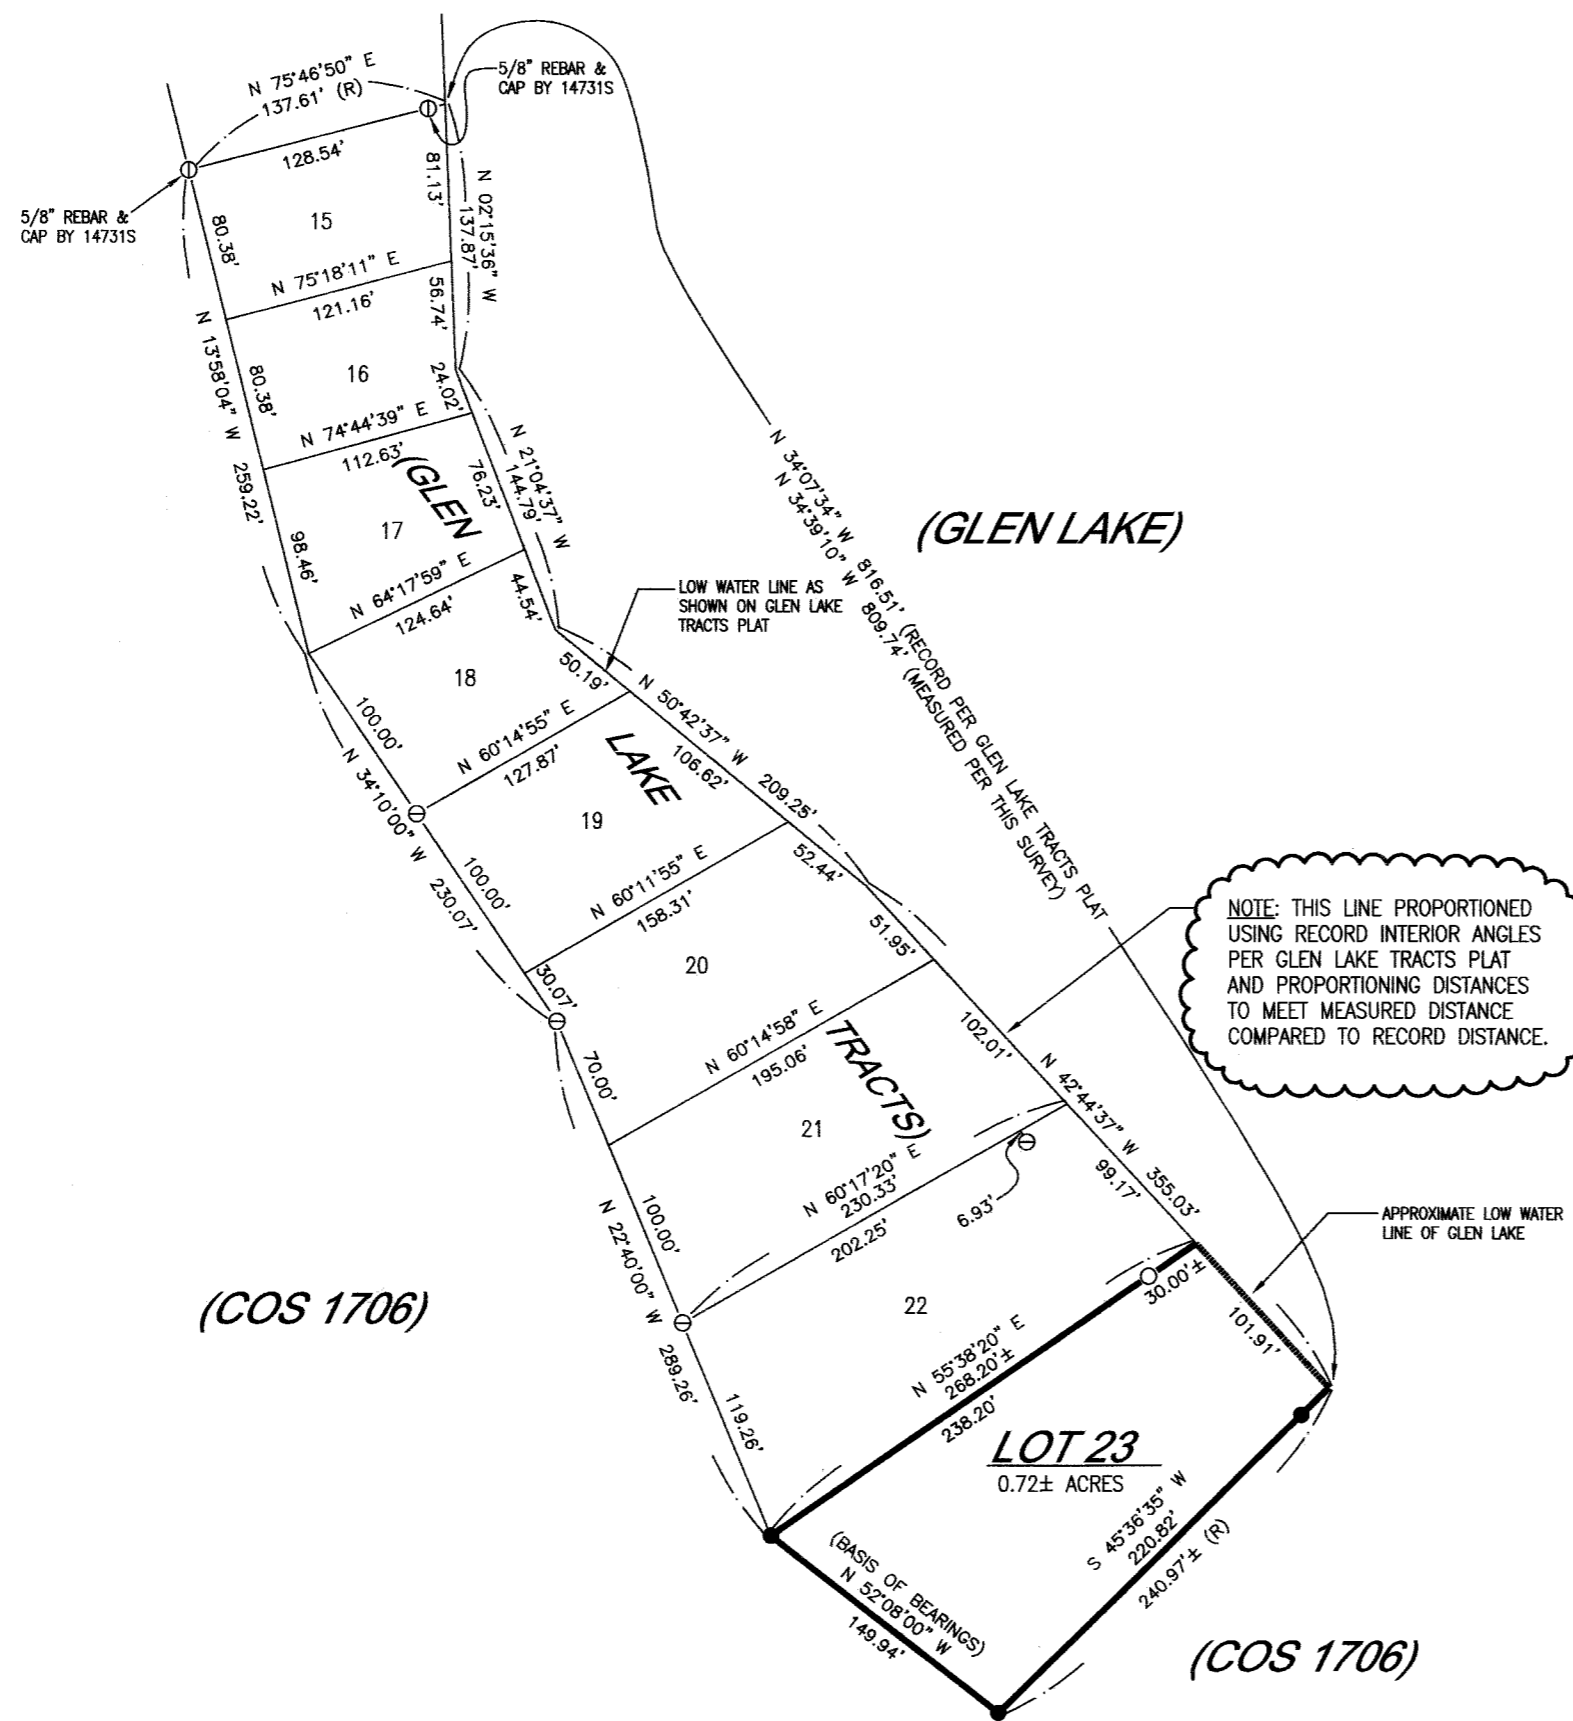 N 75°46'50" E
137.61' (R)
5/8" REBAR &
CAP BY 14731S
128.54'
81.13'
N 02°15'36" W
137.87'
5/8" REBAR &
CAP BY 14731S
15
80.38'
N 75°18'11" E
121.16'
56.74'
N 13°58'04" W 259.22'
16
80.38'
24.02'
N 74°44'39" E
112.63'
N 21°04'37" W
144.79'
76.23'
(GLEN
17
98.46'
N 64°17'59" E
124.64'
44.54'
N 34°07'34" W 816.51' (RECORD PER GLEN LAKE TRACTS PLAT
N 34°39'10" W 809.74' (MEASURED PER THIS SURVEY)
(GLEN LAKE)
LOW WATER LINE AS
SHOWN ON GLEN LAKE
TRACTS PLAT
18
50.19'
100.00'
N 60°14'55" E
127.87'
N 50°42'37" W 209.25'
106.62'
LAKE
N 34°10'00" W 230.07'
19
100.00'
N 60°11'55" E
158.31'
52.44'
51.95'
20
30.07'
NOTE: THIS LINE PROPORTIONED
USING RECORD INTERIOR ANGLES
PER GLEN LAKE TRACTS PLAT
AND PROPORTIONING DISTANCES
TO MEET MEASURED DISTANCE
COMPARED TO RECORD DISTANCE.
N 60°14'58" E
195.06'
TRACTS)
102.01'
70.00'
21
N 42°44'37" W 355.03'
N 60°17'20" E
230.33'
202.25'
6.93'
99.17'
100.00'
N 22°40'00" W 289.26'
APPROXIMATE LOW WATER
LINE OF GLEN LAKE
(COS 1706)
22
30.00'±
101.91'
N 55°38'20" E
268.20'±
238.20'
119.26'
LOT 23
0.72± ACRES
S 45°36'35" W
220.82'
240.97'± (R)
(BASIS OF BEARINGS)
N 52°08'00" W
149.94'
(COS 1706)